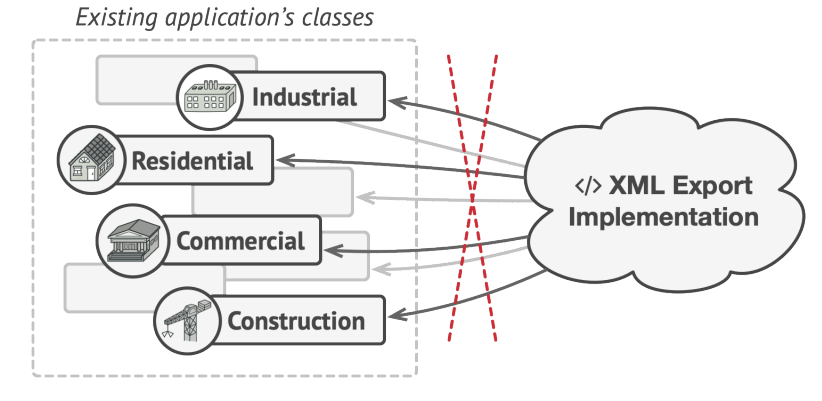 Existing application's classes
Industrial
Residential
Commercial
Construction
</> XML Export
Implementation